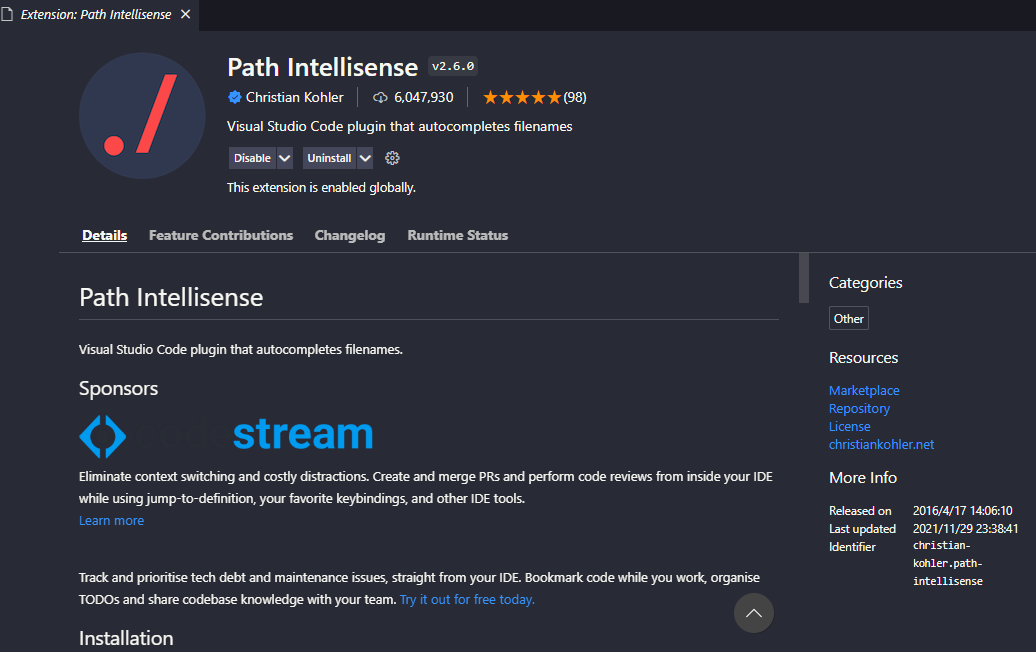 Extension: Path Intellisense
Path Intellisense v2.6.0
Christian Kohler 6,047,930 (98)
Visual Studio Code plugin that autocompletes filenames
Disable Uninstall
This extension is enabled globally.
Details Feature Contributions Changelog Runtime Status
Path Intellisense
Visual Studio Code plugin that autocompletes filenames.
Sponsors
stream
Eliminate context switching and costly distractions. Create and merge PRs and perform code reviews from inside your IDE
while using jump-to-definition, your favorite keybindings, and other IDE tools.
Learn more
Track and prioritise tech debt and maintenance issues, straight from your IDE. Bookmark code while you work, organise
TODOs and share codebase knowledge with your team. Try it out for free today.
Installation
Categories
Other
Resources
Marketplace
Repository
License
christiankohler.net
More Info
Released on 2016/4/17 14:06:10
Last updated 2021/11/29 23:38:41
Identifier christian-
kohler.path-
intellisense